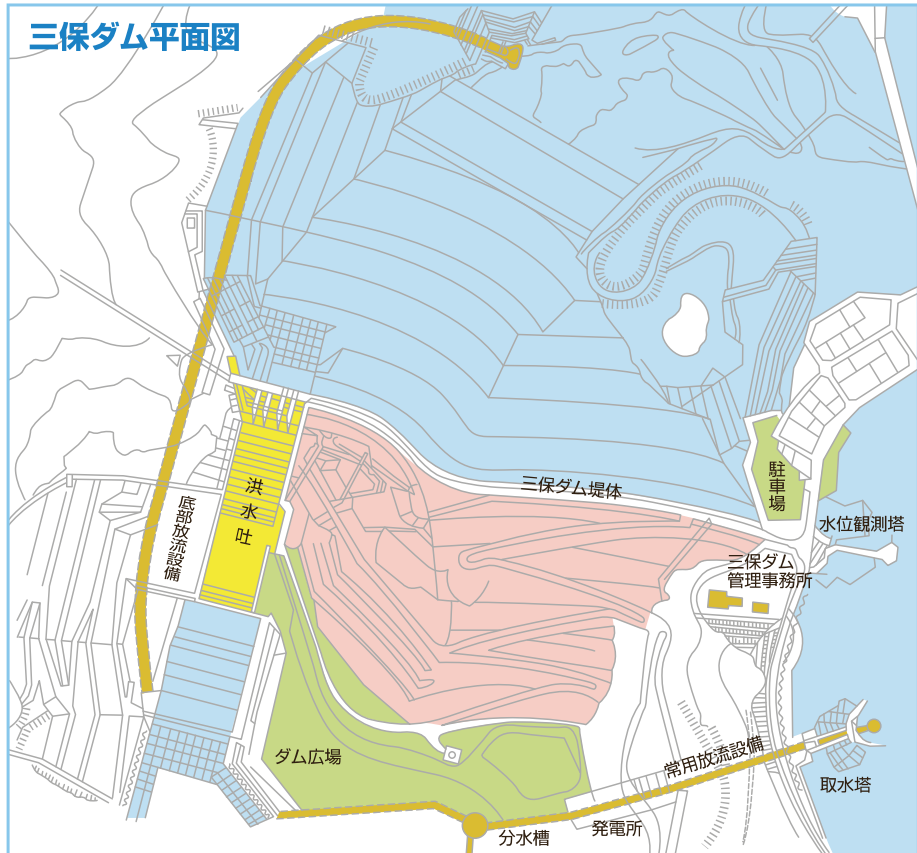 三保ダム平面図
洪水吐
底部放流設備
三保ダム堤体
駐車場
水位観測塔
三保ダム
管理事務所
ダム広場
常用放流設備
取水塔
発電所
分水槽